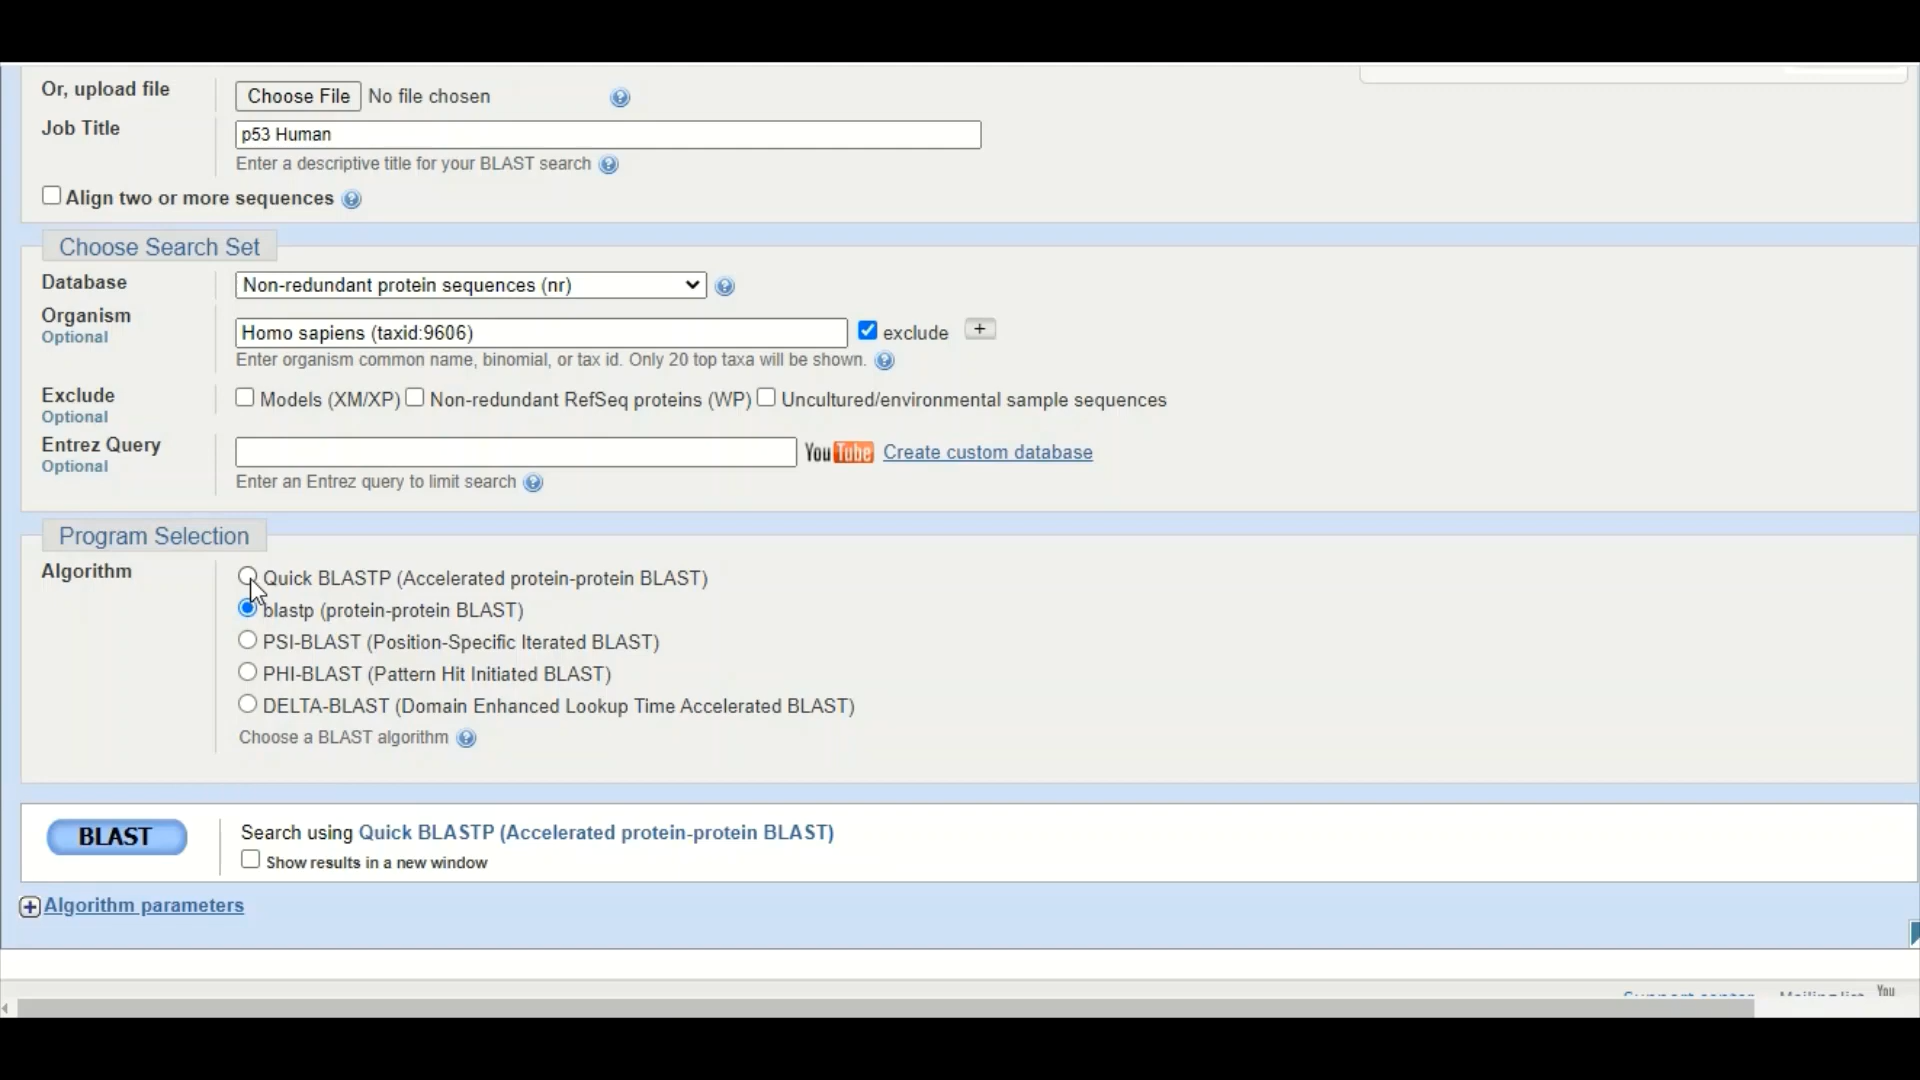 Or, upload file
Choose File No file chosen
Job Title
p53 Human
Enter a descriptive title for your BLAST search
Align two or more sequences
Choose Search Set
Database
Non-redundant protein sequences (nr)
Organism
Optional
Homo sapiens (taxid:9606)
exclude +
Enter organism common name, binomial, or tax id. Only 20 top taxa will be shown.
Exclude
Optional
Models (XM/XP) Non-redundant RefSeq proteins (WP) Uncultured/environmental sample sequences
Entrez Query
Optional
YouTube Create custom database
Enter an Entrez query to limit search
Program Selection
Algorithm
Quick BLASTP (Accelerated protein-protein BLAST)
blastp (protein-protein BLAST)
PSI-BLAST (Position-Specific Iterated BLAST)
PHI-BLAST (Pattern Hit Initiated BLAST)
DELTA-BLAST (Domain Enhanced Lookup Time Accelerated BLAST)
Choose a BLAST algorithm
BLAST
Search using Quick BLASTP (Accelerated protein-protein BLAST)
Show results in a new window
Algorithm parameters
Support center Mailing list You